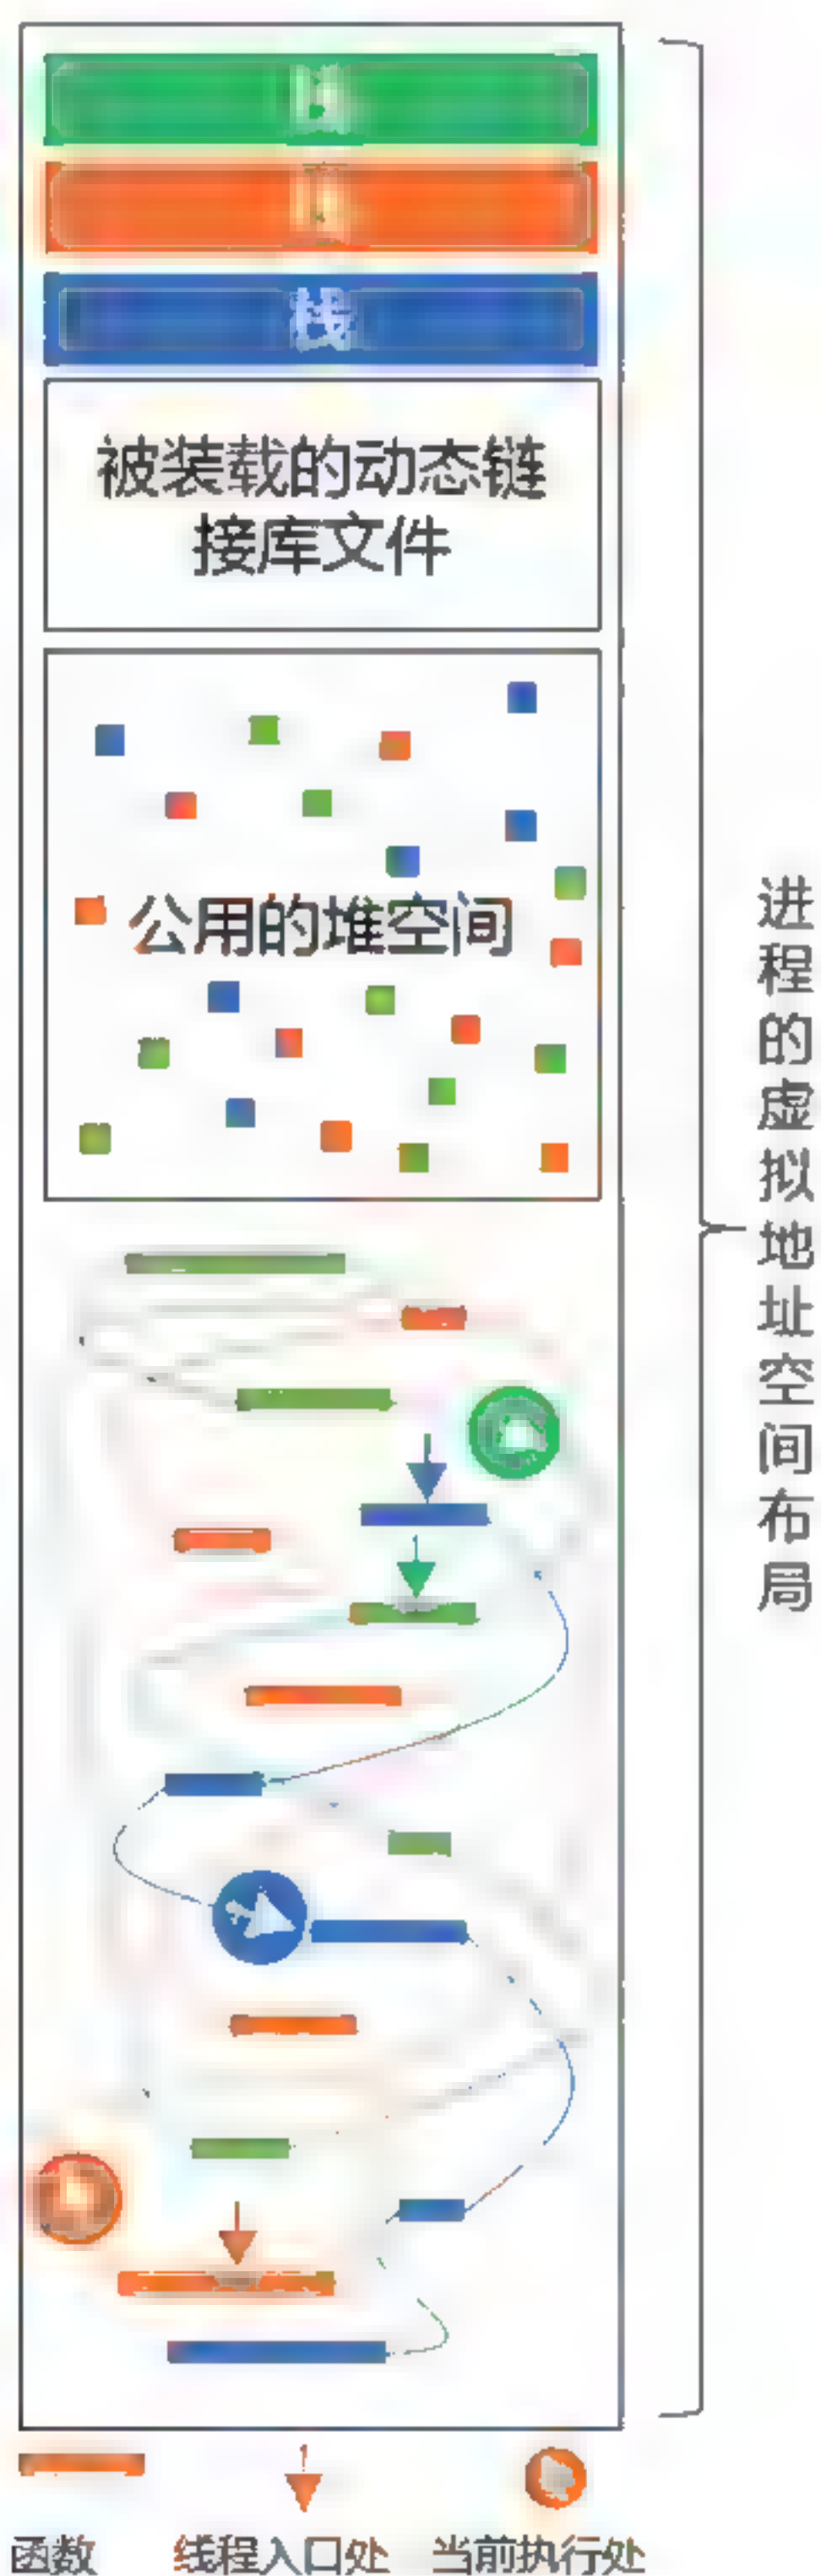 栈
被装载的动态链
接库文件
公用的堆空间
进程的虚拟地址空间布局
函数
线程入口处
当前执行处